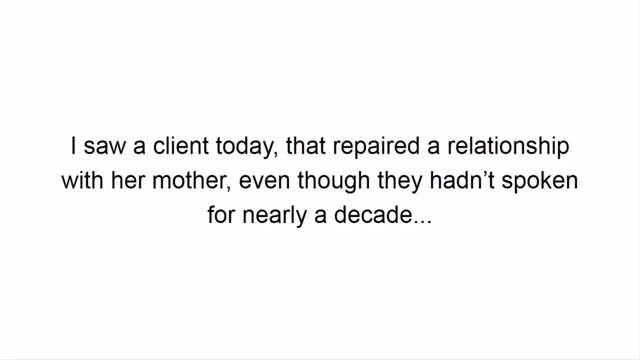 I saw a client today, that repaired a relationship
with her mother, even though they hadn’t spoken
for nearly a decade...